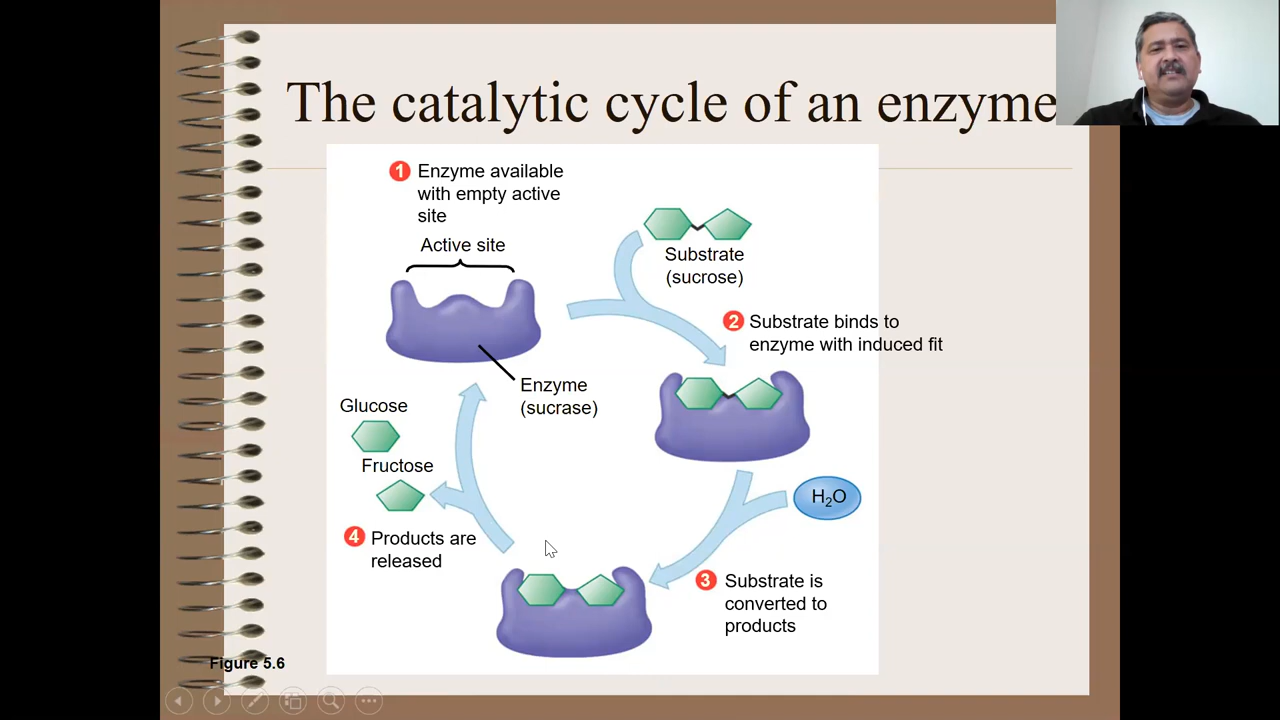 The catalytic cycle of an enzyme
1 Enzyme available
with empty active
site
Active site
Substrate
(sucrose)
2 Substrate binds to
enzyme with induced fit
Enzyme
(sucrase)
Glucose
Fructose
H₂O
4 Products are
released
3 Substrate is
converted to
products
Figure 5.6